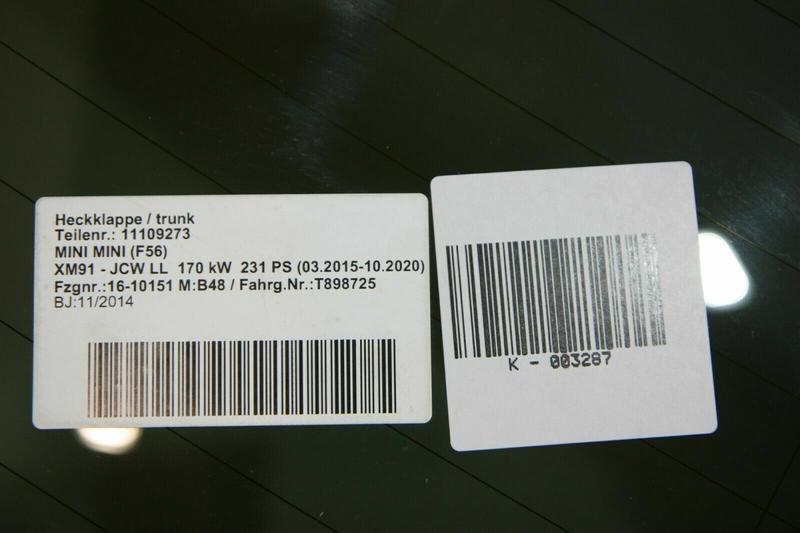 Heckklappe / trunk
Teilenr.: 11109273
MINI MINI (F56)
XM91 - JCW LL 170 kW 231 PS (03.2015-10.2020)
Fzgnr.:16-10151 M:B48 / Fahrg.Nr.:T898725
BJ:11/2014
K - 003287